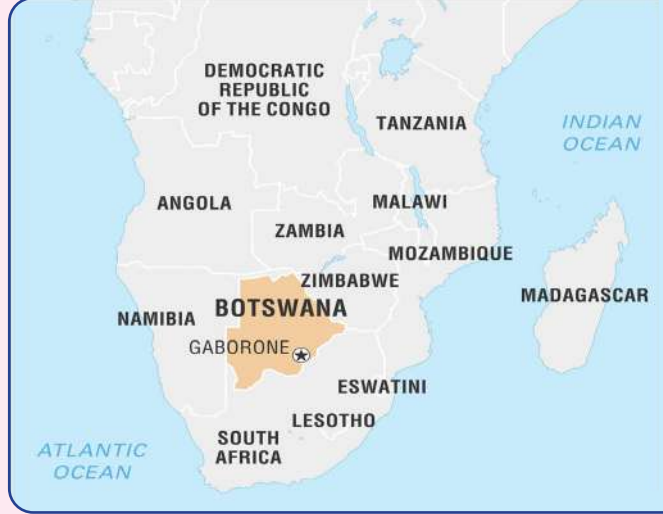 DEMOCRATIC
REPUBLIC
OF THE CONGO
TANZANIA
INDIAN
OCEAN
ANGOLA
MALAWI
ZAMBIA
MOZAMBIQUE
ZIMBABWE
MADAGASCAR
NAMIBIA
BOTSWANA
GABORONE
ESWATINI
LESOTHO
SOUTH
AFRICA
ATLANTIC
OCEAN